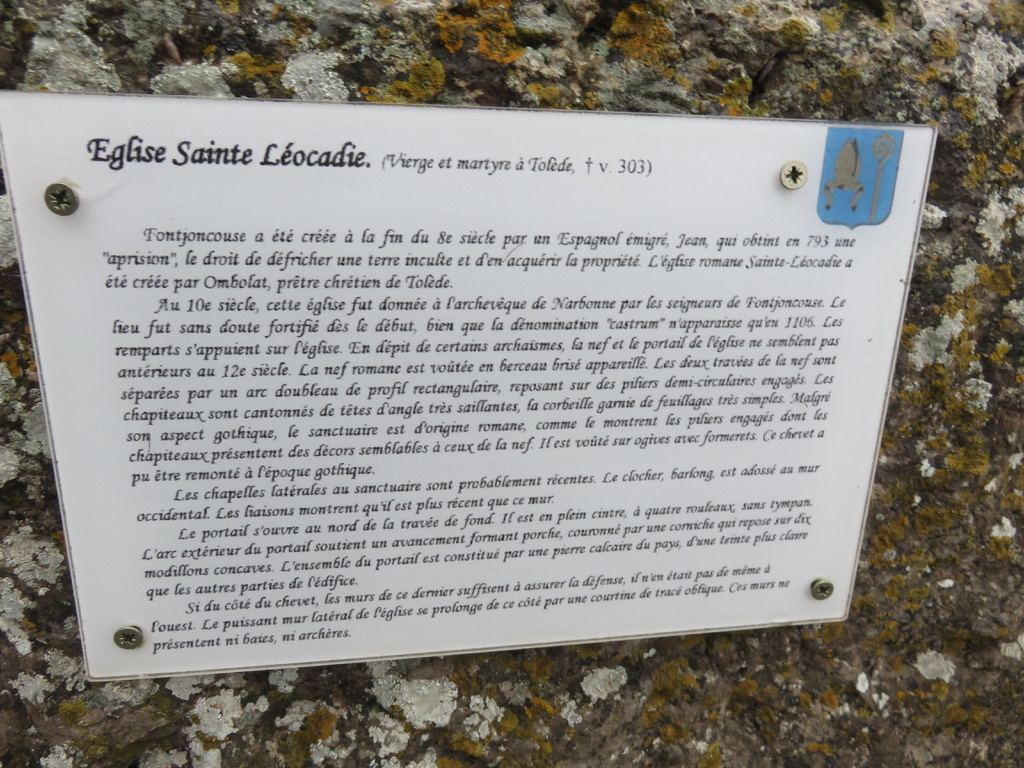 Eglise Sainte Léocadie. (Vierge et martyre à Tolède, † v. 303)
Fontjoncouse a été créée à la fin du 8e siècle par un Espagnol émigré, Jean, qui obtint en 793 une
"aprision", le droit de défricher une terre inculte et d'en acquérir la propriété. L'église romane Sainte-Léocadie a
été créée par Ombolat, prêtre chrétien de Tolède.
Au 10e siècle, cette église fut donnée à l'archevêque de Narbonne par les seigneurs de Fontjoncouse. Le
lieu fut sans doute fortifié dès le début, bien que la dénomination "castrum" n'apparaisse qu'en 1106. Les
remparts s'appuient sur l'église. En dépit de certains archaïsmes, la nef et le portail de l'église ne semblent pas
antérieurs au 12e siècle. La nef romane est voûtée en berceau brisé appareillé. Les deux travées de la nef sont
séparées par un arc doubleau de profil rectangulaire, reposant sur des piliers demi-circulaires engagés. Les
chapiteaux sont cantonnés de têtes d'angle très saillantes, la corbeille garnie de feuillages très simples. Malgré
son aspect gothique, le sanctuaire est d'origine romane, comme le montrent les piliers engagés dont les
chapiteaux présentent des décors semblables à ceux de la nef. Il est voûté sur ogives avec formerets. Ce chevet a
pu être remonté à l'époque gothique.
Les chapelles latérales au sanctuaire sont probablement récentes. Le clocher, barlong, est adossé au mur
occidental. Les liaisons montrent qu'il est plus récent que ce mur.
Le portail s'ouvre au nord de la travée de fond. Il est en plein cintre, à quatre rouleaux, sans tympan.
L'arc extérieur du portail soutient un avancement formant porche, couronné par une corniche qui repose sur dix
modillons concaves. L'ensemble du portail est constitué par une pierre calcaire du pays, d'une teinte plus claire
que les autres parties de l'édifice.
Si du côté du chevet, les murs de ce dernier suffisent à assurer la défense, il n'en était pas de même à
l'ouest. Le puissant mur latéral de l'église se prolonge de ce côté par une courtine de tracé oblique. Ces murs ne
présentent ni baies, ni archères.